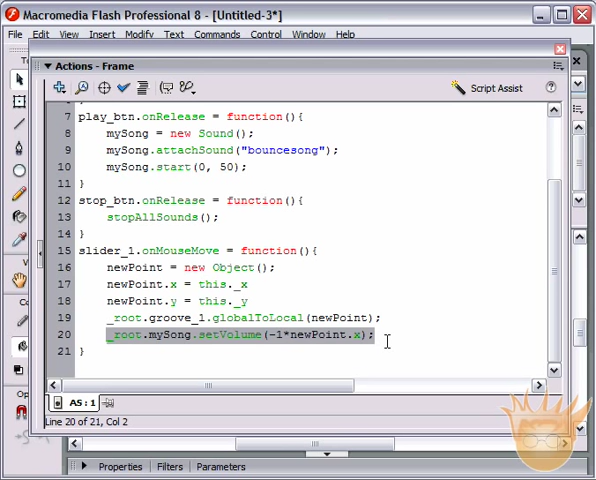 Macromedia Flash Professional 8 - [Untitled-3*]
File Edit View Insert Modify Text Commands Control Window Help
Actions - Frame
Script Assist
7 play_btn.onRelease = function(){
8 mySong = new Sound();
9 mySong.attachSound("bouncesong");
10 mySong.start(0, 50);
11 }
12 stop_btn.onRelease = function(){
13 stopAllSounds();
14 }
15 slider_1.onMouseMove = function(){
16 newPoint = new Object();
17 newPoint.x = this._x
18 newPoint.y = this._y
19 _root.groove_1.globalToLocal(newPoint);
20 _root.mySong.setVolume(-1*newPoint.x);
21 }
AS : 1
Line 20 of 21, Col 2
Properties Filters Parameters